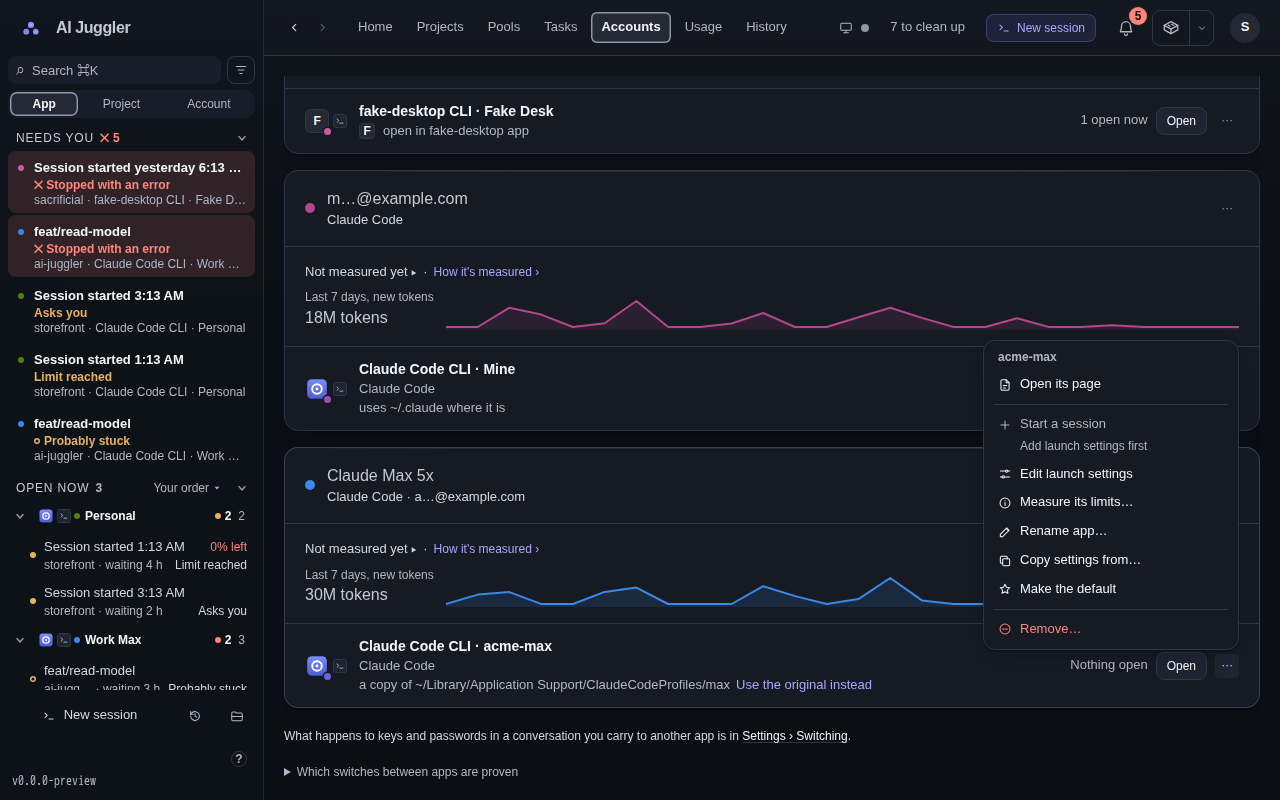 AI Juggler
Search ⌘K
App
Project
Account
NEEDS YOU 5
Session started yesterday 6:13 …
Stopped with an error
sacrificial · fake-desktop CLI · Fake D…
feat/read-model
Stopped with an error
ai-juggler · Claude Code CLI · Work …
Session started 3:13 AM
Asks you
storefront · Claude Code CLI · Personal
Session started 1:13 AM
Limit reached
storefront · Claude Code CLI · Personal
feat/read-model
Probably stuck
ai-juggler · Claude Code CLI · Work …
OPEN NOW 3
Your order
Personal 2 2
Session started 1:13 AM 0% left
storefront · waiting 4 h Limit reached
Session started 3:13 AM
storefront · waiting 2 h Asks you
Work Max 2 3
feat/read-model
ai-jugg… · waiting 3 h Probably stuck
New session
?
v0.0.0-preview
Home
Projects
Pools
Tasks
Accounts
Usage
History
7 to clean up
New session
5
S
F
fake-desktop CLI · Fake Desk
F open in fake-desktop app
1 open now
Open
m…@example.com
Claude Code
Not measured yet ▸ · How it's measured ›
Last 7 days, new tokens
18M tokens
Claude Code CLI · Mine
Claude Code
uses ~/.claude where it is
Claude Max 5x
Claude Code · a…@example.com
Not measured yet ▸ · How it's measured ›
Last 7 days, new tokens
30M tokens
Claude Code CLI · acme-max
Claude Code
a copy of ~/Library/Application Support/ClaudeCodeProfiles/max Use the original instead
Nothing open
Open
acme-max
Open its page
Start a session
Add launch settings first
Edit launch settings
Measure its limits…
Rename app…
Copy settings from…
Make the default
Remove…
What happens to keys and passwords in a conversation you carry to another app is in Settings › Switching.
Which switches between apps are proven